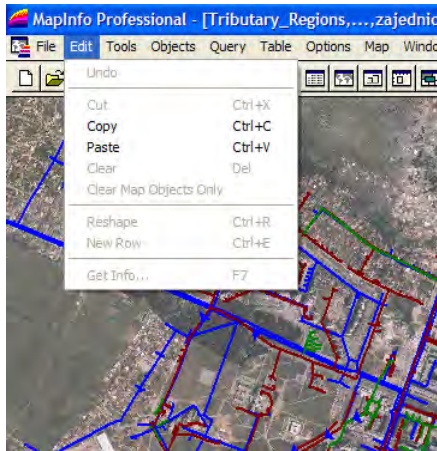 MapInfo Professional - [Tributary_Regions,...,zajednic
File Edit Tools Objects Query Table Options Map Windo
Undo
Cut Ctrl+X
Copy Ctrl+C
Paste Ctrl+V
Clear Del
Clear Map Objects Only
Reshape Ctrl+R
New Row Ctrl+E
Get Info... F7